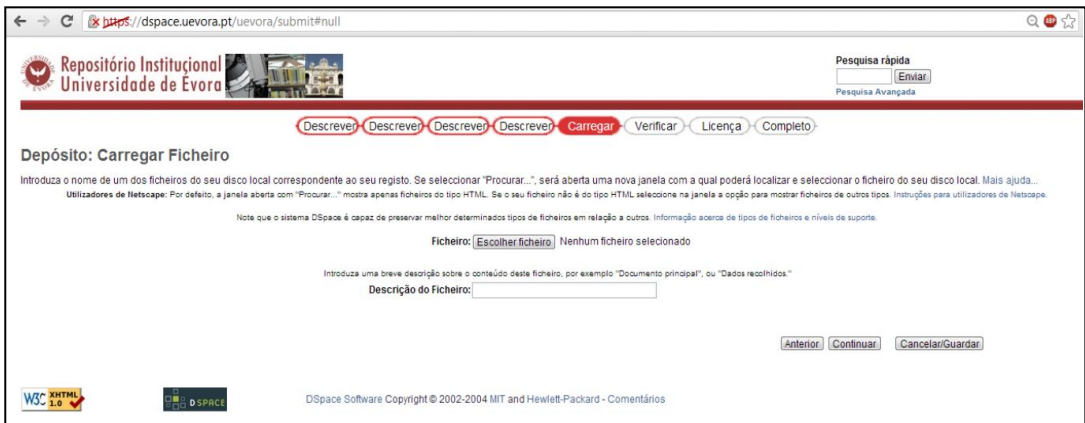 https://dspace.uevora.pt/uevora/submit#null
ABP
Repositório Institucional
Universidade de Évora
Pesquisa rápida
Enviar
Pesquisa Avançada
Descrever Descrever Descrever Descrever Carregar Verificar Licença Completo
Depósito: Carregar Ficheiro
Introduza o nome de um dos ficheiros do seu disco local correspondente ao seu registo. Se seleccionar "Procurar...", será aberta uma nova janela com a qual poderá localizar e seleccionar o ficheiro do seu disco local. Mais ajuda...
Utilizadores de Netscape: Por defeito, a janela aberta com "Procurar..." mostra apenas ficheiros do tipo HTML. Se o seu ficheiro não é do tipo HTML seleccione na janela a opção para mostrar ficheiros de outros tipos. Instruções para utilizadores de Netscape.
Note que o sistema DSpace é capaz de preservar melhor determinados tipos de ficheiros em relação a outros. Informação acerca de tipos de ficheiros e níveis de suporte.
Ficheiro: Escolher ficheiro Nenhum ficheiro selecionado
Introduza uma breve descrição sobre o conteúdo deste ficheiro, por exemplo "Documento principal", ou "Dados recolhidos."
Descrição do Ficheiro:
Anterior Continuar Cancelar/Guardar
W3C XHTML 1.0
DSPACE
DSpace Software Copyright © 2002-2004 MIT and Hewlett-Packard - Comentários